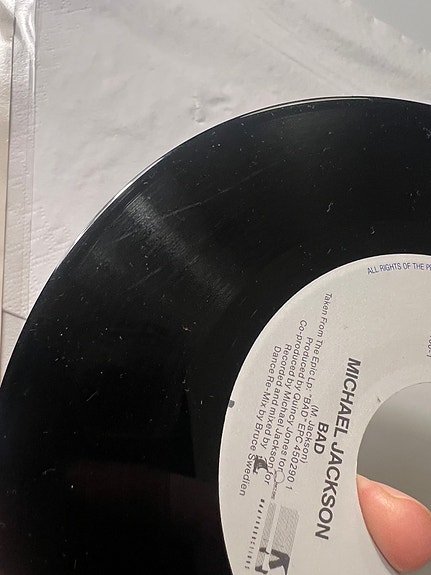 ALL RIGHTS OF THE
MICHAEL JACKSON
BAD
(M. Jackson)
Taken From The Epic Lp: "BAD" EPC 450290 1
Produced by Quincy Jones for
Co-produced by Michael Jackson for
Recorded and mixed by Bruce Swedien
Dance Re-Mix by